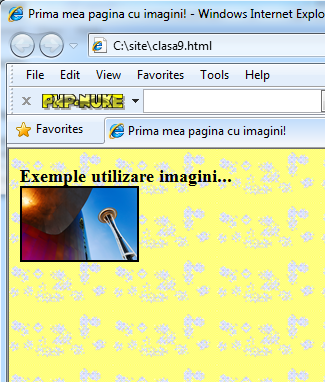 Prima mea pagina cu imagini! - Windows Internet Explo
C:\site\clasa9.html
File Edit View Favorites Tools Help
x PHP-NUKE
Favorites Prima mea pagina cu imagini!
Exemple utilizare imagini...